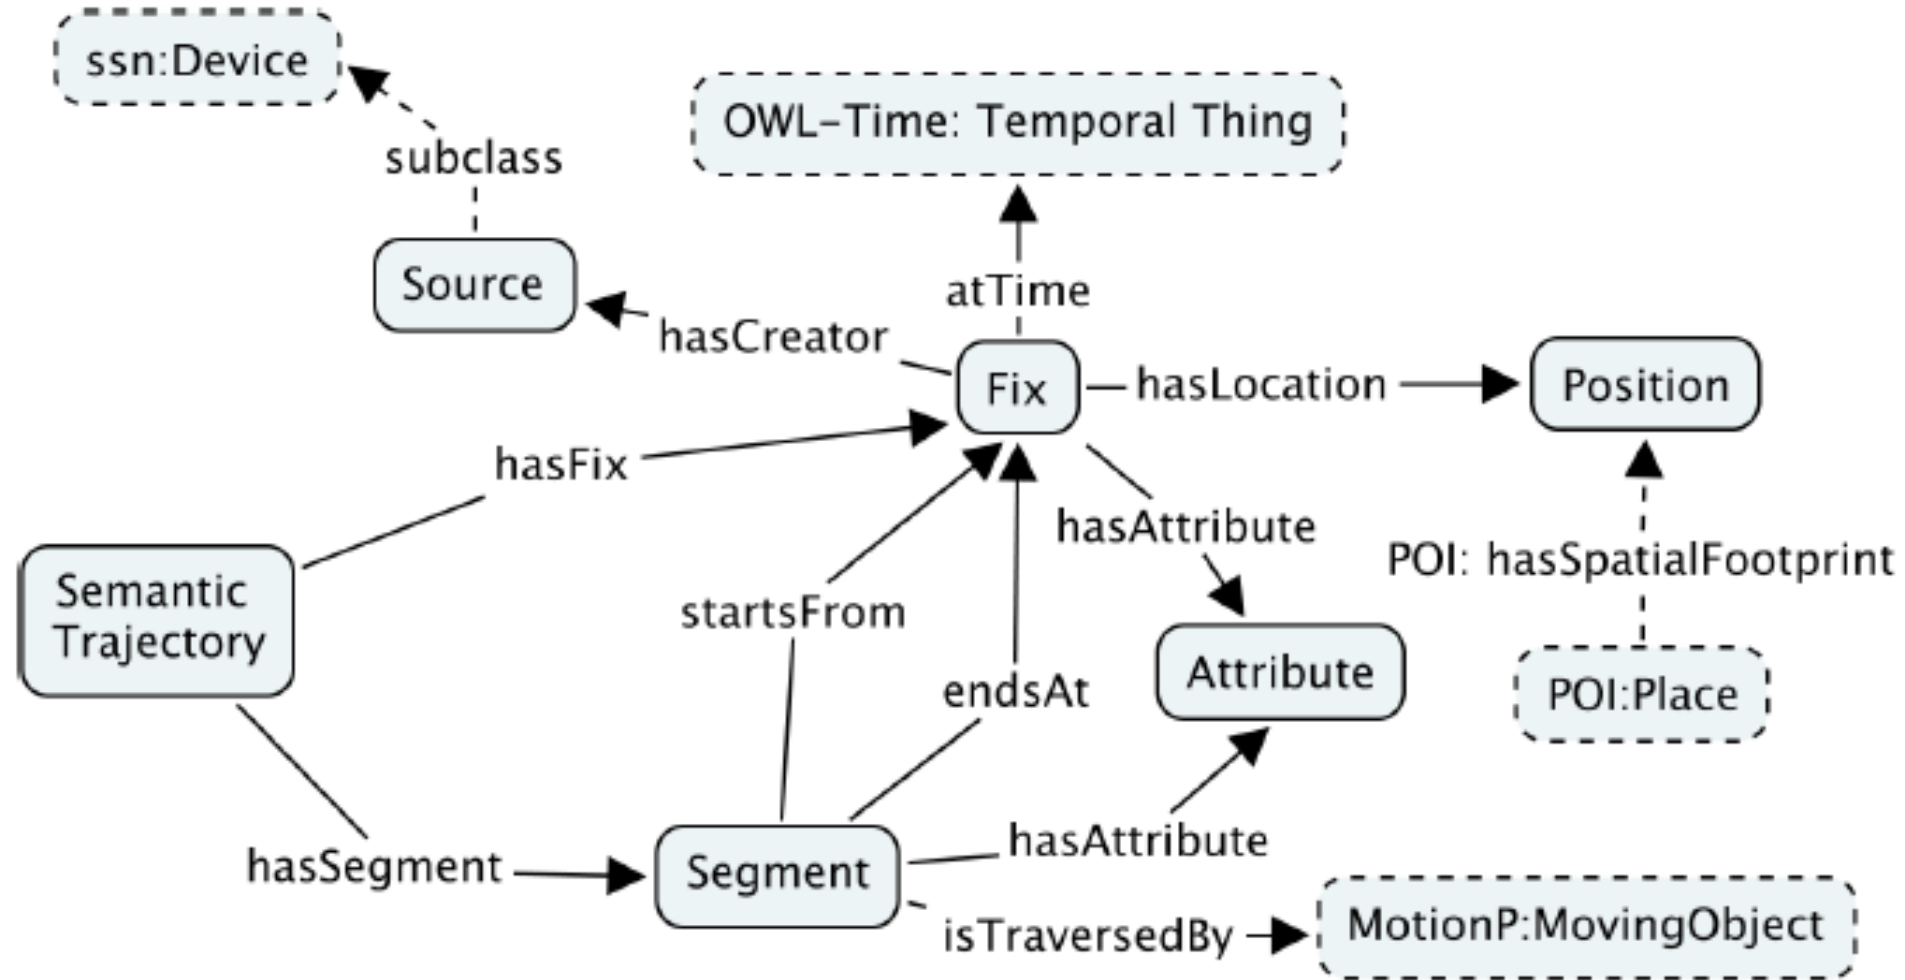 ssn:Device
OWL-Time: Temporal Thing
subclass
Source
atTime
hasCreator
Fix
hasLocation
Position
hasFix
hasAttribute
POI: hasSpatialFootprint
Semantic
Trajectory
startsFrom
endsAt
Attribute
POI:Place
hasSegment
Segment
hasAttribute
isTraversedBy
MotionP:MovingObject